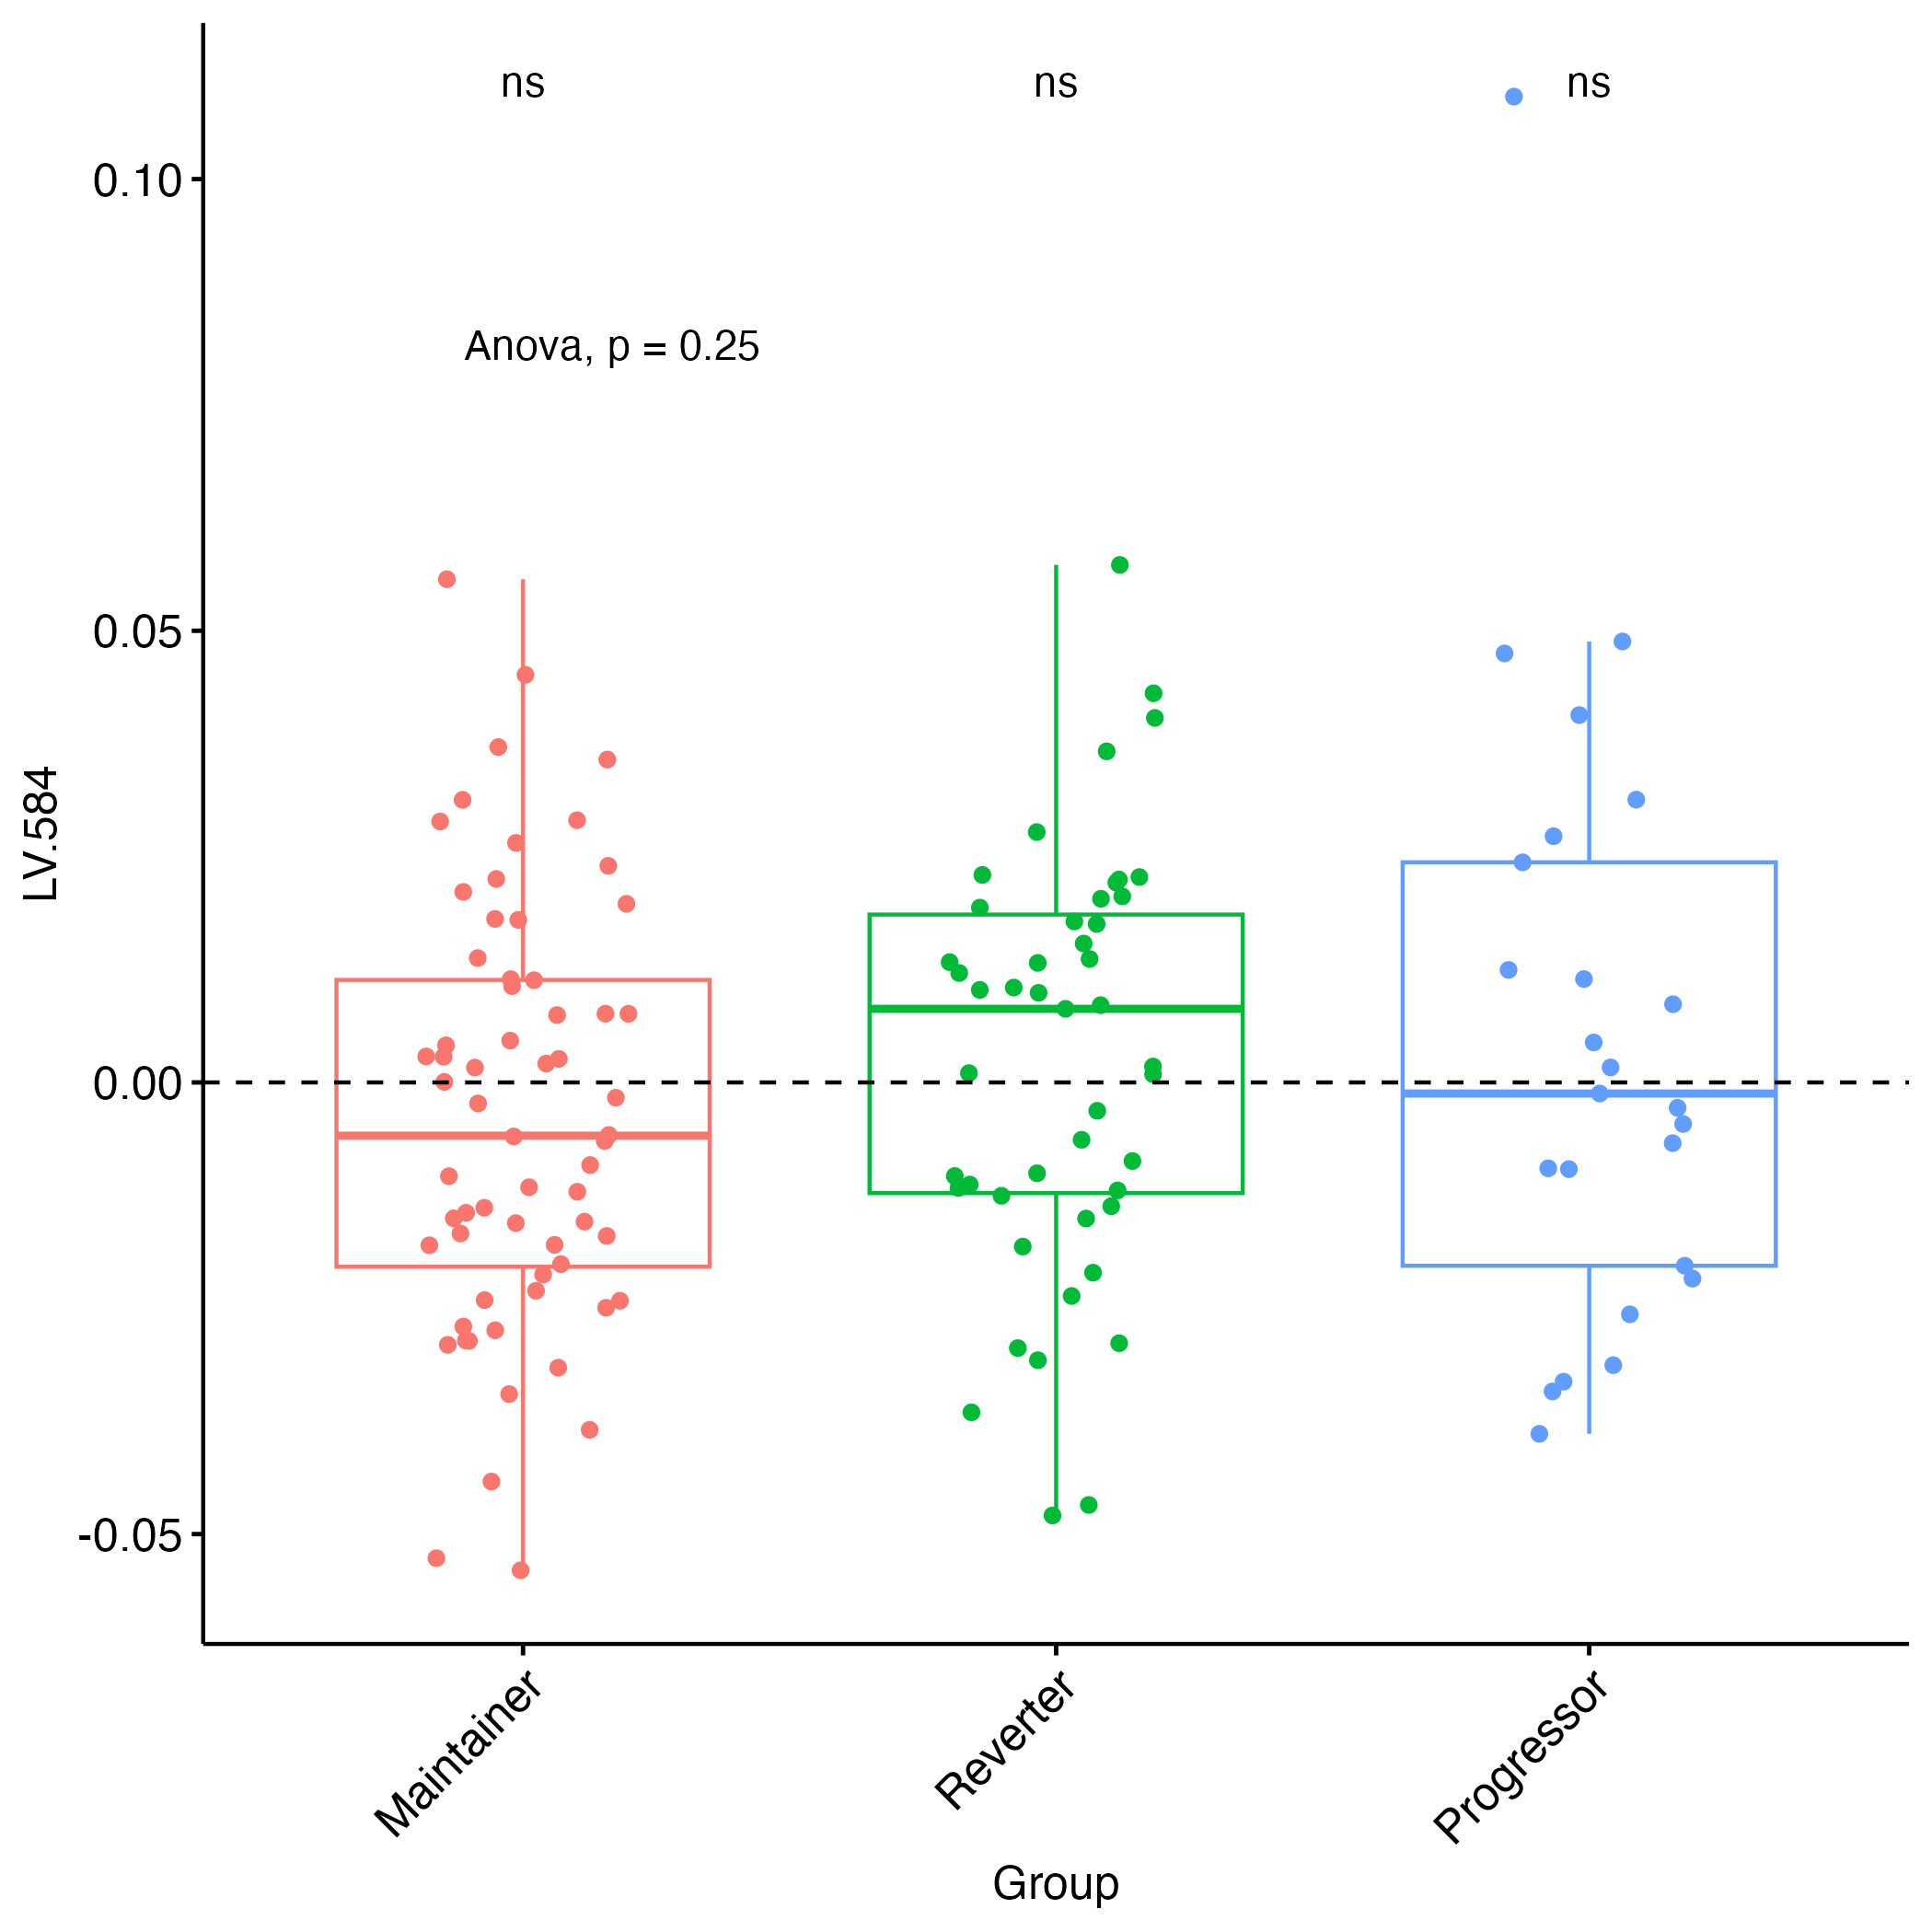 ns ns ns
0.10
Anova, p = 0.25
0.05
LV.584
0.00
-0.05
Maintainer Reverter Progressor
Group